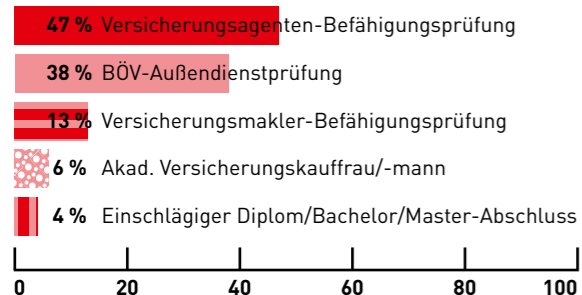 47 % Versicherungsagenten-Befähigungsprüfung
38 % BÖV-Außendienstprüfung
13 % Versicherungsmakler-Befähigungsprüfung
6 % Akad. Versicherungskauffrau/-mann
4 % Einschlägiger Diplom/Bachelor/Master-Abschluss
0 20 40 60 80 100